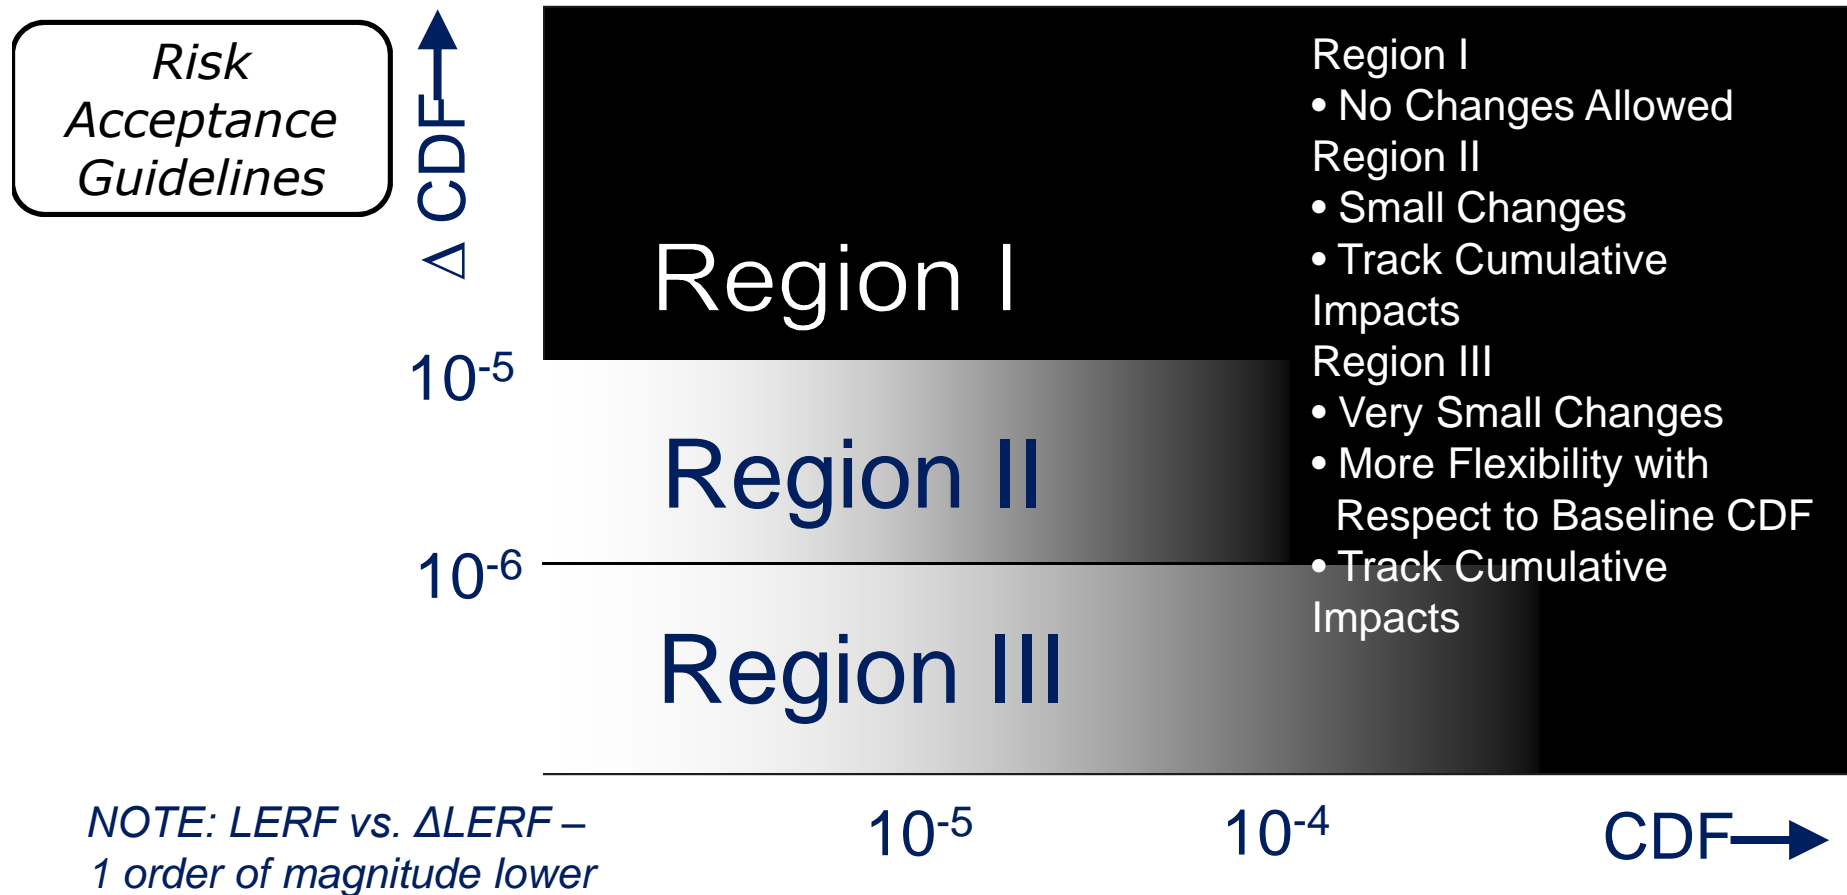 Risk
Acceptance
Guidelines
Δ CDF
Region I
• No Changes Allowed
Region II
• Small Changes
• Track Cumulative
Impacts
Region III
• Very Small Changes
• More Flexibility with
Respect to Baseline CDF
• Track Cumulative
Impacts
Region I
10⁻⁵
Region II
10⁻⁶
Region III
10⁻⁵
10⁻⁴
CDF
NOTE: LERF vs. ΔLERF –
1 order of magnitude lower